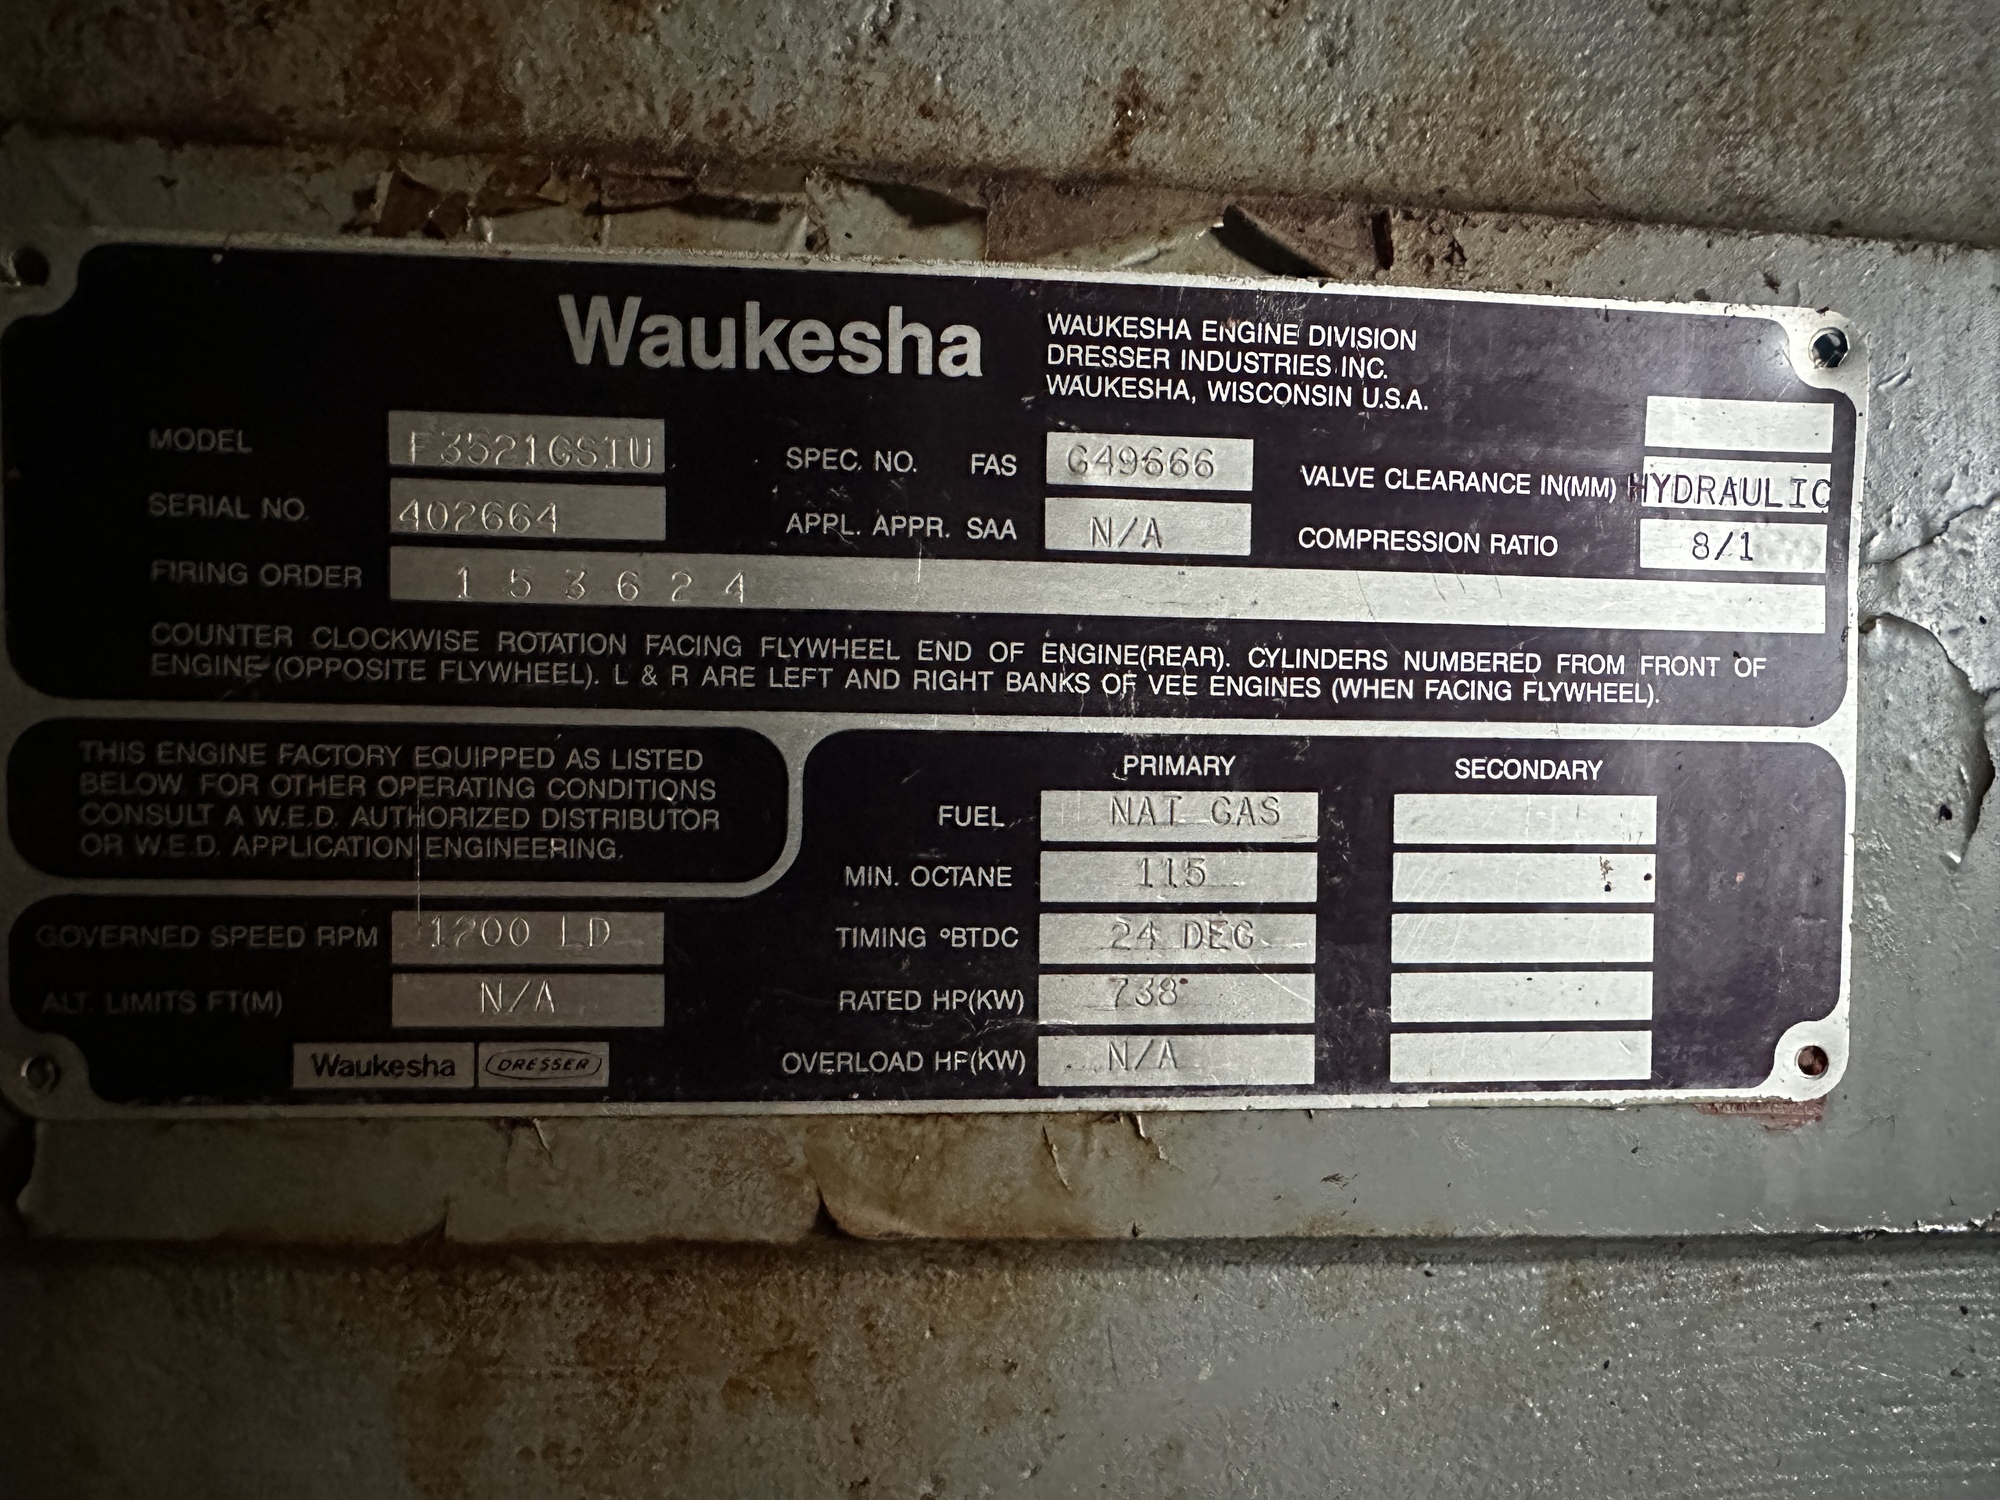 Waukesha
WAUKESHA ENGINE DIVISION
DRESSER INDUSTRIES INC.
WAUKESHA, WISCONSIN U.S.A.
MODEL F3521GSIU SPEC. NO. FAS G49666 VALVE CLEARANCE IN(MM) HYDRAULIC
SERIAL NO. 402664 APPL. APPR. SAA N/A COMPRESSION RATIO 8/1
FIRING ORDER 1 5 3 6 2 4
COUNTER CLOCKWISE ROTATION FACING FLYWHEEL END OF ENGINE(REAR). CYLINDERS NUMBERED FROM FRONT OF
ENGINE (OPPOSITE FLYWHEEL). L & R ARE LEFT AND RIGHT BANKS OF VEE ENGINES (WHEN FACING FLYWHEEL).
THIS ENGINE FACTORY EQUIPPED AS LISTED
BELOW. FOR OTHER OPERATING CONDITIONS
CONSULT A W.E.D. AUTHORIZED DISTRIBUTOR
OR W.E.D. APPLICATION ENGINEERING.
GOVERNED SPEED RPM 1200 LD
ALT. LIMITS FT(M) N/A
Waukesha DRESSER
PRIMARY SECONDARY
FUEL NAT GAS
MIN. OCTANE 115
TIMING °BTDC 24 DEG
RATED HP(KW) 738
OVERLOAD HP(KW) N/A